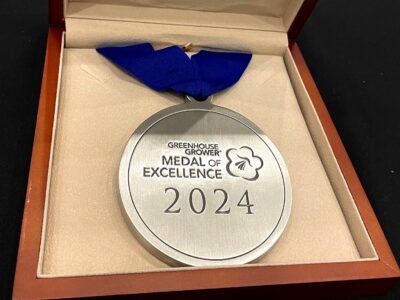 GREENHOUSE
GROWER®
MEDAL OF
EXCELLENCE
2024